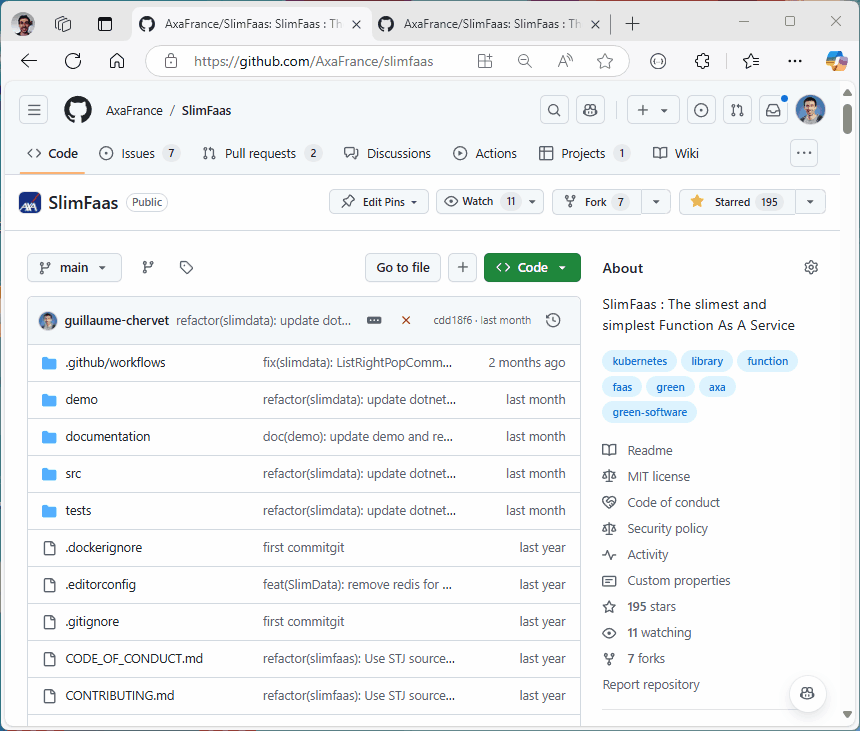 AxaFrance/SlimFaas: SlimFaas : Th
AxaFrance/SlimFaas: SlimFaas : Th
https://github.com/AxaFrance/slimfaas
AxaFrance / SlimFaas
Code Issues 7 Pull requests 2 Discussions Actions Projects 1 Wiki
AXA SlimFaas Public Edit Pins Watch 11 Fork 7 Starred 195
main Go to file Code
guillaume-chervet refactor(slimdata): update dot... cdd18f6 · last month
.github/workflows fix(slimdata): ListRightPopComm... 2 months ago
demo refactor(slimdata): update dotnet... last month
documentation doc(demo): update demo and re... last month
src refactor(slimdata): update dotnet... last month
tests refactor(slimdata): update dotnet... last month
.dockerignore first commitgit last year
.editorconfig feat(SlimData): remove redis for ... last year
.gitignore first commitgit last year
CODE_OF_CONDUCT.md refactor(slimfaas): Use STJ source... last year
CONTRIBUTING.md refactor(slimfaas): Use STJ source... last year
About
SlimFaas : The slimest and
simplest Function As A Service
kubernetes library function
faas green axa
green-software
Readme
MIT license
Code of conduct
Security policy
Activity
Custom properties
195 stars
11 watching
7 forks
Report repository